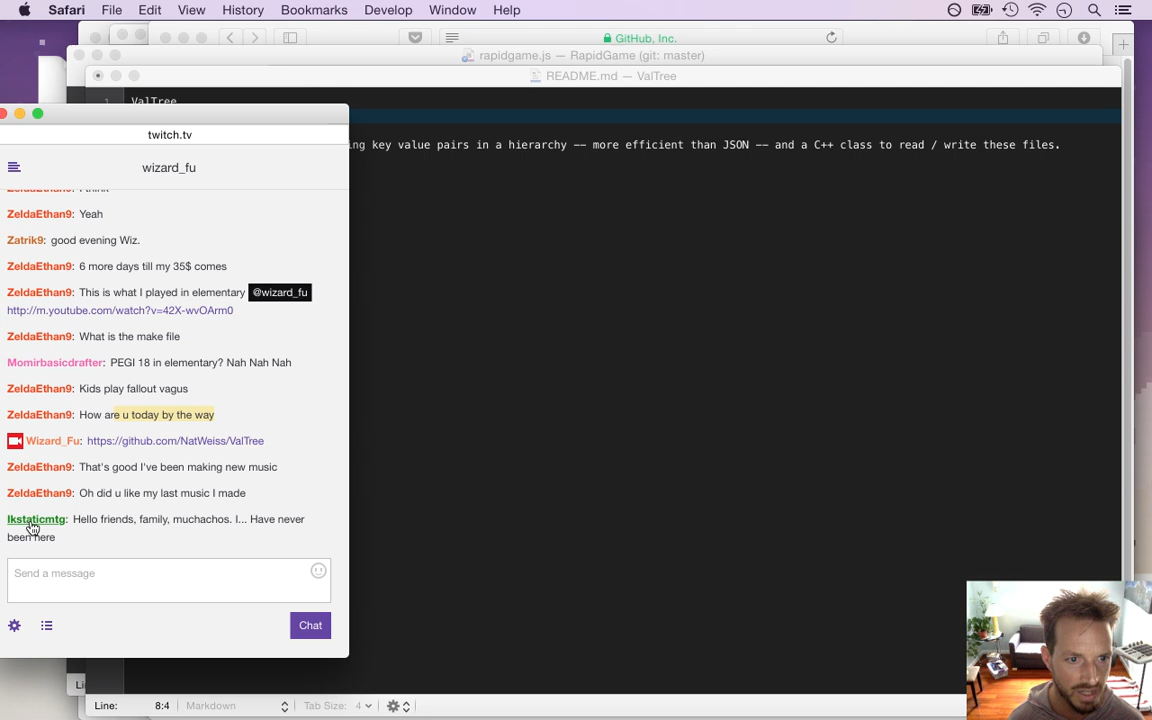 Safari File Edit View History Bookmarks Develop Window Help
GitHub, Inc.
rapidgame.js — RapidGame (git: master)
README.md — ValTree
1 ValTree
ing key value pairs in a hierarchy -- more efficient than JSON -- and a C++ class to read / write these files.
twitch.tv
wizard_fu
ZeldaEthan9: I think
ZeldaEthan9: Yeah
Zatrik9: good evening Wiz.
ZeldaEthan9: 6 more days till my 35$ comes
ZeldaEthan9: This is what I played in elementary @wizard_fu
http://m.youtube.com/watch?v=42X-wvOArm0
ZeldaEthan9: What is the make file
Momirbasicdrafter: PEGI 18 in elementary? Nah Nah Nah
ZeldaEthan9: Kids play fallout vagus
ZeldaEthan9: How are u today by the way
Wizard_Fu: https://github.com/NatWeiss/ValTree
ZeldaEthan9: That's good I've been making new music
ZeldaEthan9: Oh did u like my last music I made
Ikstaticmtg: Hello friends, family, muchachos. I... Have never
been here
Send a message
Chat
Line: 8:4 Markdown Tab Size: 4